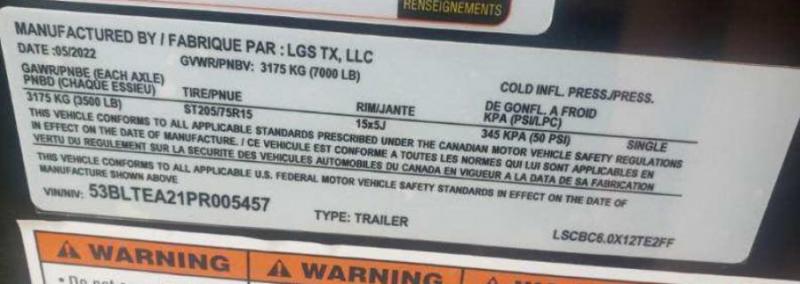 RENSEIGNEMENTS
MANUFACTURED BY / FABRIQUE PAR : LGS TX, LLC
DATE :05/2022 GVWR/PNBV: 3175 KG (7000 LB)
GAWR/PNBE (EACH AXLE) COLD INFL. PRESS./PRESS.
PNBD (CHAQUE ESSIEU) TIRE/PNUE RIM/JANTE DE GONFL. A FROID
KPA (PSI/LPC)
3175 KG (3500 LB) ST205/75R15 15x5J 345 KPA (50 PSI) SINGLE
THIS VEHICLE CONFORMS TO ALL APPLICABLE STANDARDS PRESCRIBED UNDER THE CANADIAN MOTOR VEHICLE SAFETY REGULATIONS
IN EFFECT ON THE DATE OF MANUFACTURE. / CE VEHICULE EST CONFORME A TOUTES LES NORMES QUI LUI SONT APPLICABLES EN
VERTU DU REGULEMENT SUR LA SECURITE DES VEHICULES AUTOMOBILES DU CANADA EN VIGUEUR A LA DATA DE SA FABRICATION
THIS VEHICLE CONFORMS TO ALL APPLICABLE U.S. FEDERAL MOTOR VEHICLE SAFETY STANDARDS IN EFFECT ON THE DATE OF
MANUFACTURE SHOWN ABOVE
VIN/NIV: 53BLTEA21PR005457 TYPE: TRAILER LSCBC6.0X12TE2FF
WARNING WARNING
• Do not